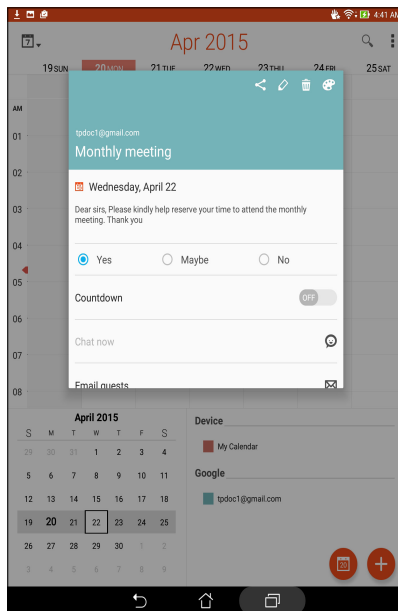 4:41 AM
7
Apr 2015
19 SUN 20 MON 21 TUE 22 WED 23 THU 24 FRI 25 SAT
AM
01
02
03
04
05
06
07
08
tpdoc1@gmail.com
Monthly meeting
20 Wednesday, April 22
Dear sirs, Please kindly help reserve your time to attend the monthly
meeting. Thank you
Yes Maybe No
Countdown OFF
Chat now
Email guests
April 2015
S M T W T F S
29 30 31 1 2 3 4
5 6 7 8 9 10 11
12 13 14 15 16 17 18
19 20 21 22 23 24 25
26 27 28 29 30 1 2
3 4 5 6 7 8 9
Device
My Calendar
Google
tpdoc1@gmail.com
20